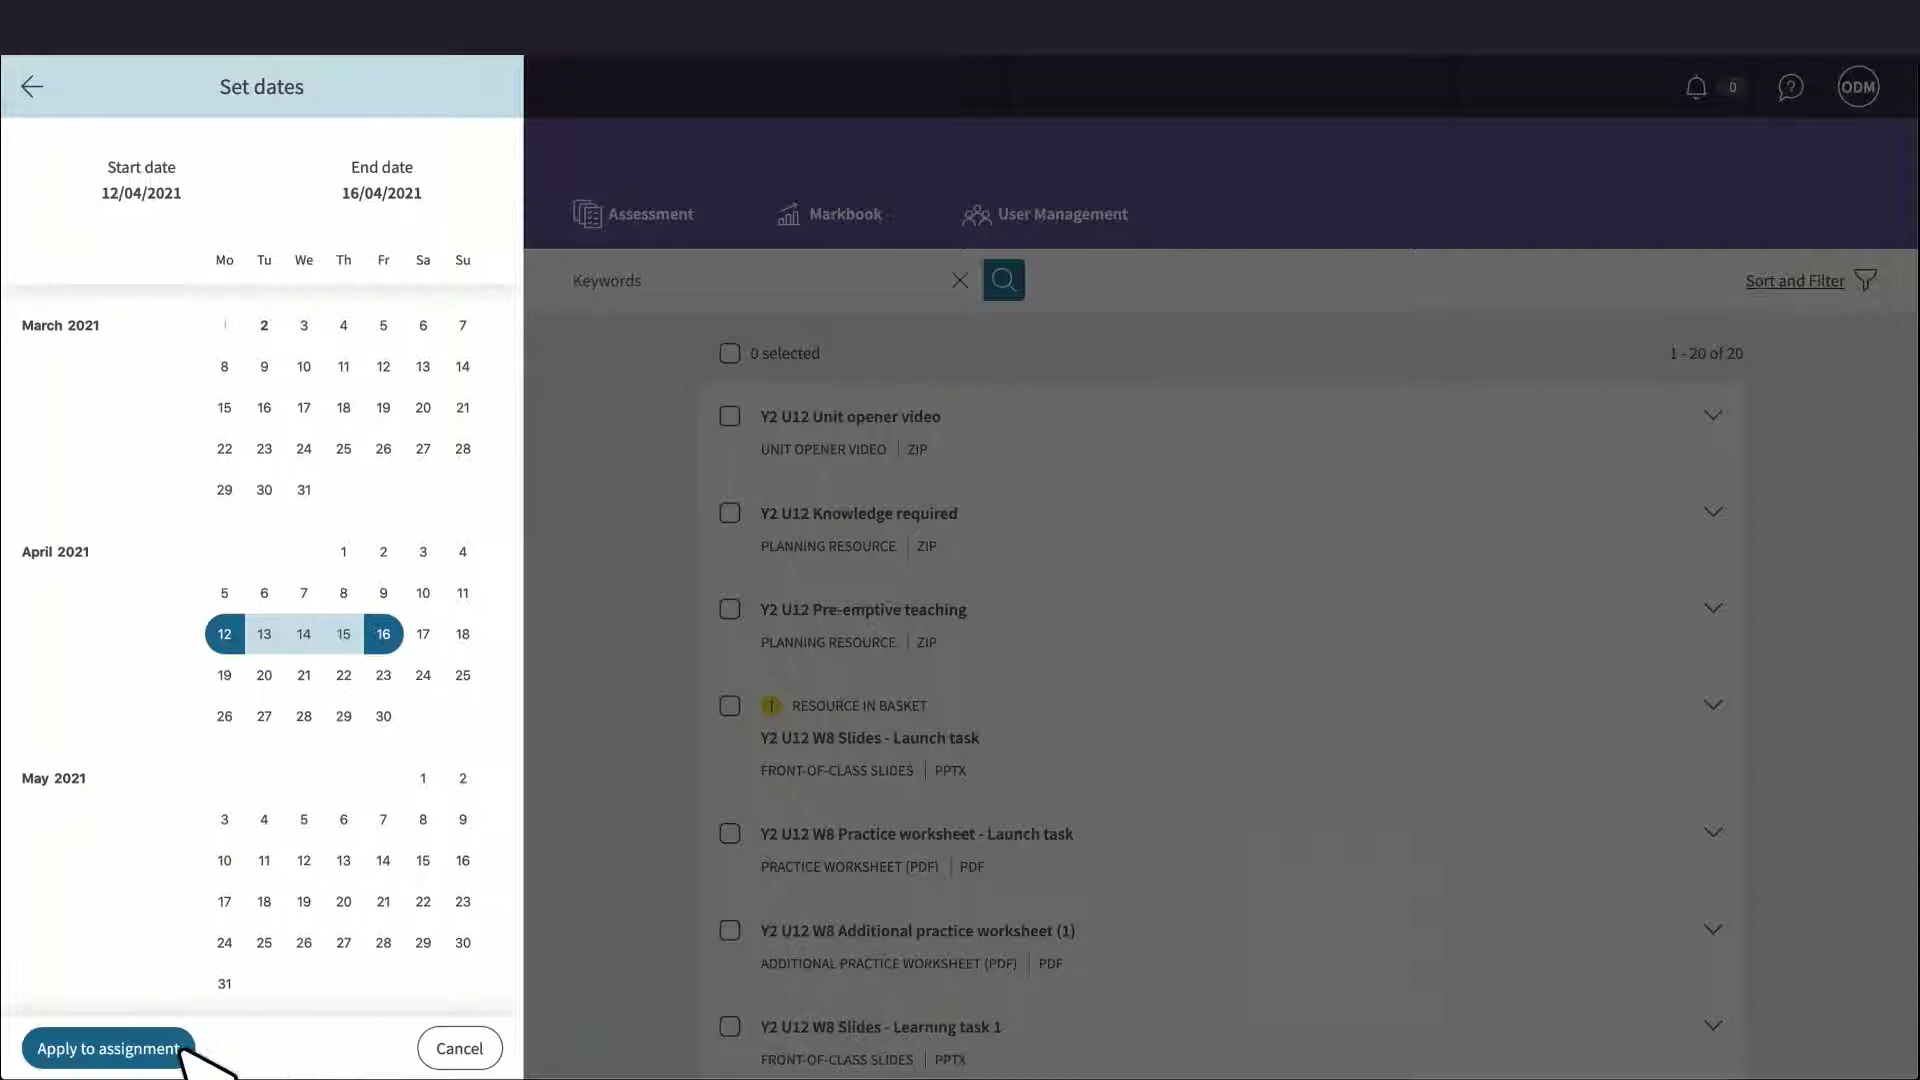 Set dates
Start date
12/04/2021
End date
16/04/2021
Mo Tu We Th Fr Sa Su
March 2021
2 3 4 5 6 7
8 9 10 11 12 13 14
15 16 17 18 19 20 21
22 23 24 25 26 27 28
29 30 31
April 2021
1 2 3 4
5 6 7 8 9 10 11
12 13 14 15 16 17 18
19 20 21 22 23 24 25
26 27 28 29 30
May 2021
1 2
3 4 5 6 7 8 9
10 11 12 13 14 15 16
17 18 19 20 21 22 23
24 25 26 27 28 29 30
31
Apply to assignment
Cancel
0
ODM
Assessment
Markbook
User Management
Keywords
Sort and Filter
0 selected
1 - 20 of 20
Y2 U12 Unit opener video
UNIT OPENER VIDEO | ZIP
Y2 U12 Knowledge required
PLANNING RESOURCE | ZIP
Y2 U12 Pre-emptive teaching
PLANNING RESOURCE | ZIP
RESOURCE IN BASKET
Y2 U12 W8 Slides - Launch task
FRONT-OF-CLASS SLIDES | PPTX
Y2 U12 W8 Practice worksheet - Launch task
PRACTICE WORKSHEET (PDF) | PDF
Y2 U12 W8 Additional practice worksheet (1)
ADDITIONAL PRACTICE WORKSHEET (PDF) | PDF
Y2 U12 W8 Slides - Learning task 1
FRONT-OF-CLASS SLIDES | PPTX